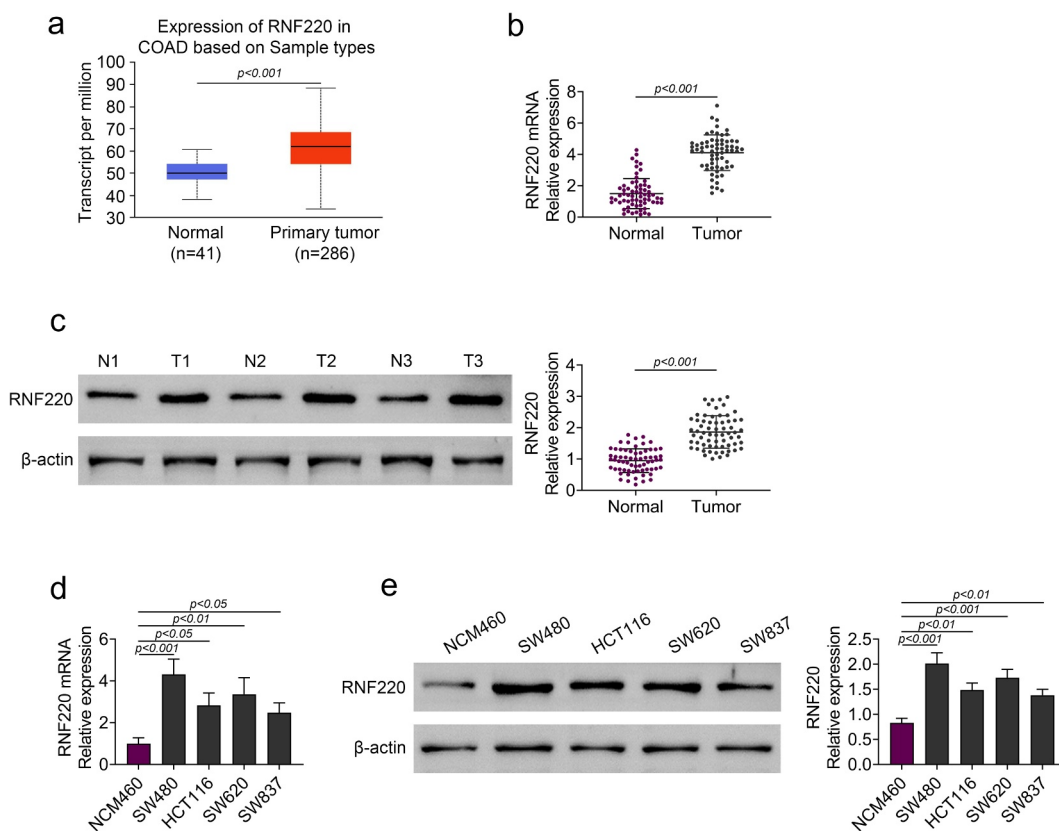 a
Expression of RNF220 in
COAD based on Sample types
p<0.001
Transcript per million
100
90
80
70
60
50
40
30
Normal
(n=41)
Primary tumor
(n=286)
b
p<0.001
RNF220 mRNA
Relative expression
8
6
4
2
0
Normal
Tumor
c
N1 T1 N2 T2 N3 T3
RNF220
β-actin
p<0.001
RNF220
Relative expression
4
3
2
1
0
Normal
Tumor
d
p<0.05
p<0.01
p<0.05
p<0.001
RNF220 mRNA
Relative expression
6
4
2
0
NCM460
SW480
HCT116
SW620
SW837
e
NCM460
SW480
HCT116
SW620
SW837
RNF220
β-actin
p<0.01
p<0.001
p<0.01
p<0.001
RNF220
Relative expression
2.5
2.0
1.5
1.0
0.5
0.0
NCM460
SW480
HCT116
SW620
SW837